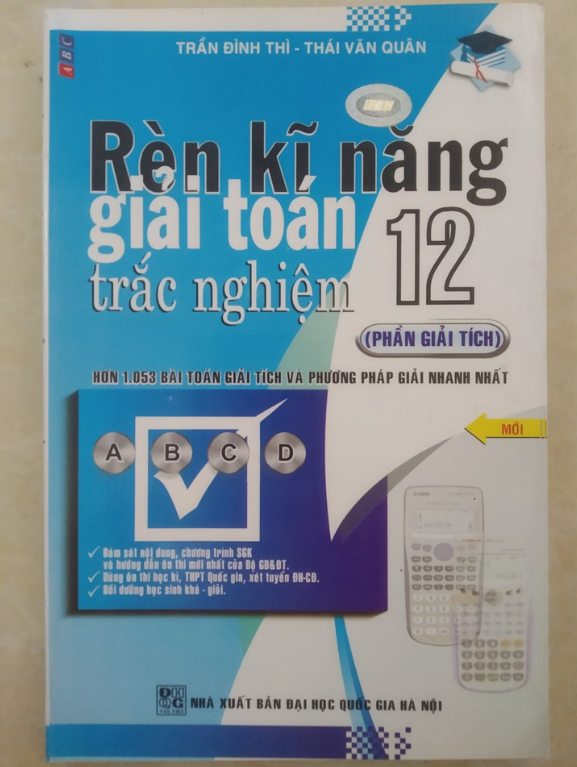 ABC
TRẦN ĐÌNH THÌ - THÁI VĂN QUÂN
Rèn kĩ năng
giải toán
trắc nghiệm
12
(PHẦN GIẢI TÍCH)
HƠN 1.053 BÀI TOÁN GIẢI TÍCH VÀ PHƯƠNG PHÁP GIẢI NHANH NHẤT
MỚI
A B C D
Bám sát nội dung, chương trình SGK
và hướng dẫn ôn thi mới nhất của Bộ GD&ĐT.
Dùng ôn thi học kì, THPT Quốc gia, xét tuyển ĐH-CĐ.
Bồi dưỡng học sinh khá - giỏi.
NHÀ XUẤT BẢN ĐẠI HỌC QUỐC GIA HÀ NỘI